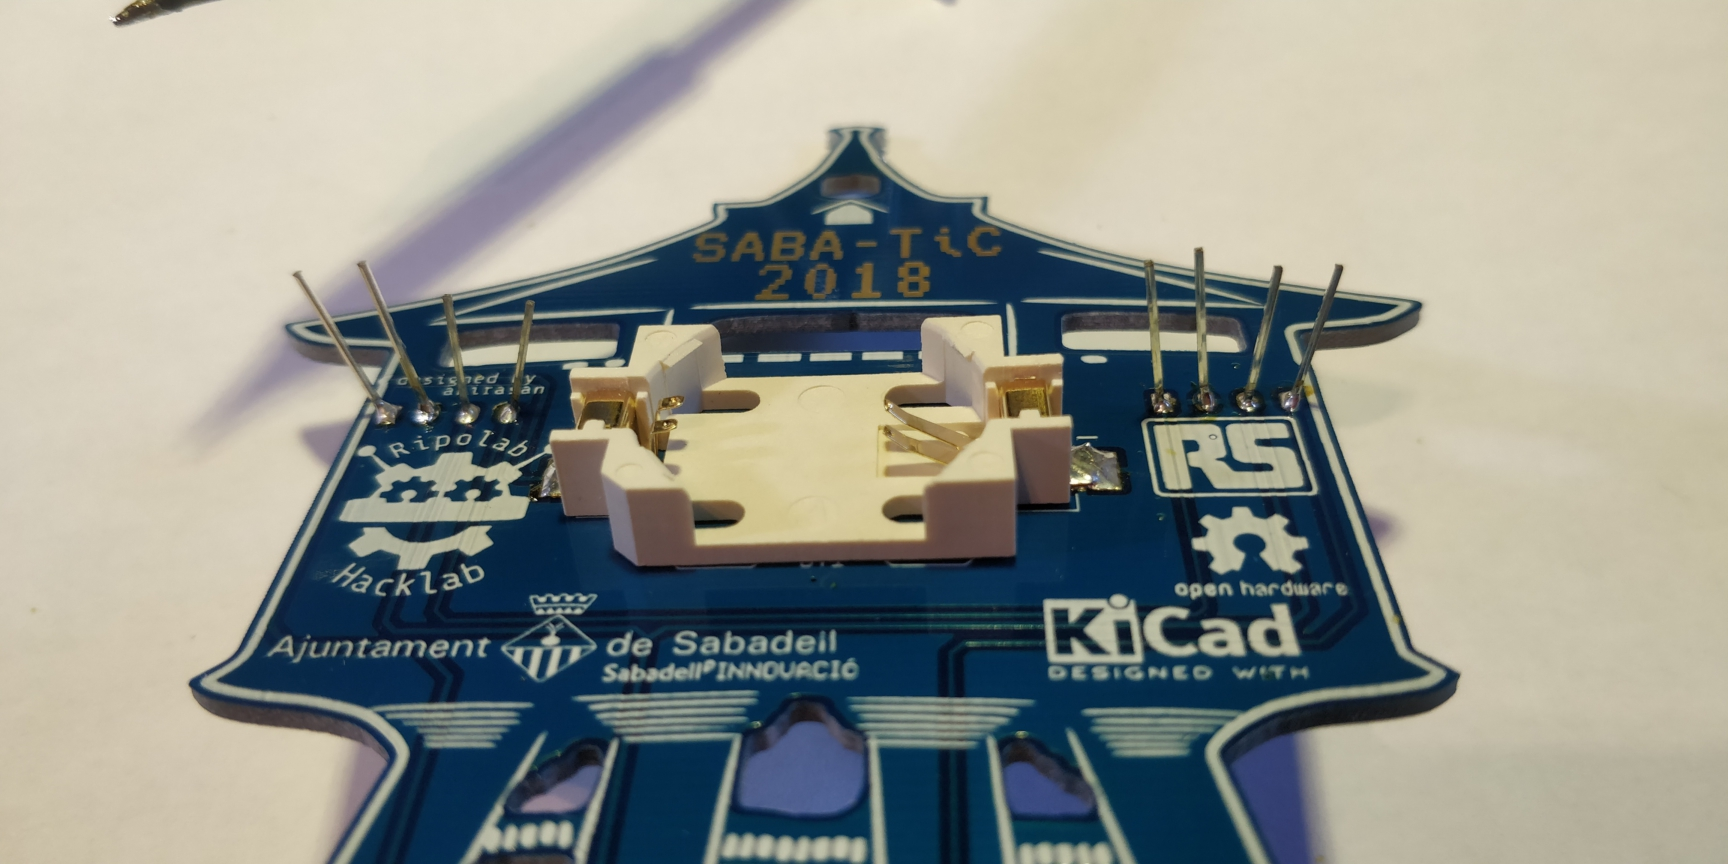 SABA-TiC
2018
designed by
Ripolab
Hacklab
RS
open hardware
Ajuntament de Sabadell
Sabadell INNOVACIÓ
KiCad
DESIGNED WITH